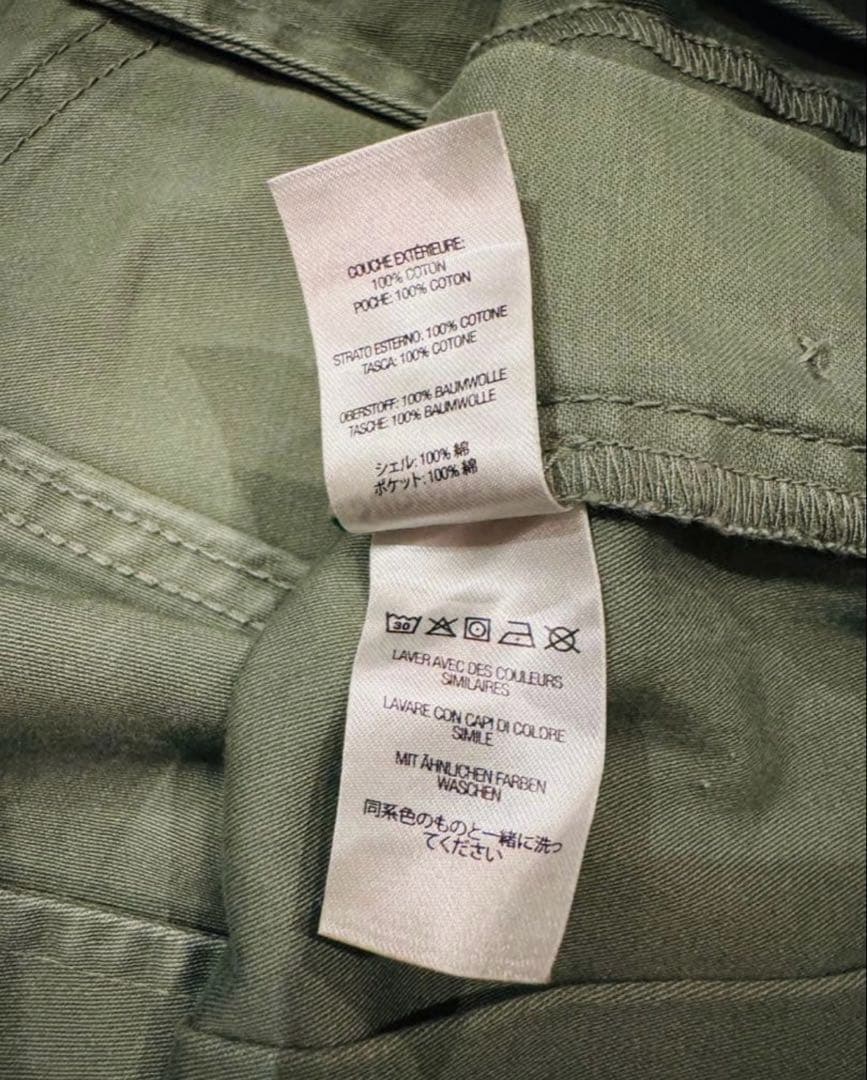 COUCHE EXTÉRIEURE:
100% COTON
POCHE: 100% COTON
STRATO ESTERNO: 100% COTONE
TASCA: 100% COTONE
OBERSTOFF: 100% BAUMWOLLE
TASCHE: 100% BAUMWOLLE
シェル: 100% 綿
ポケット: 100% 綿
30
LAVER AVEC DES COULEURS
SIMILAIRES
LAVARE CON CAPI DI COLORE
SIMILE
MIT ÄHNLICHEN FARBEN
WASCHEN
同系色のものと一緒に洗っ
てください